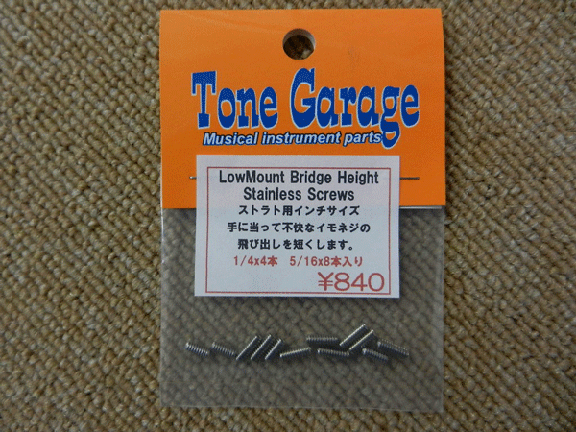 Tone Garage
Musical instrument parts
LowMount Bridge Height
Stainless Screws
ストラト用インチサイズ
手に当って不快なイモネジの
飛び出しを短くします。
1/4x4本 5/16x8本入り
¥840